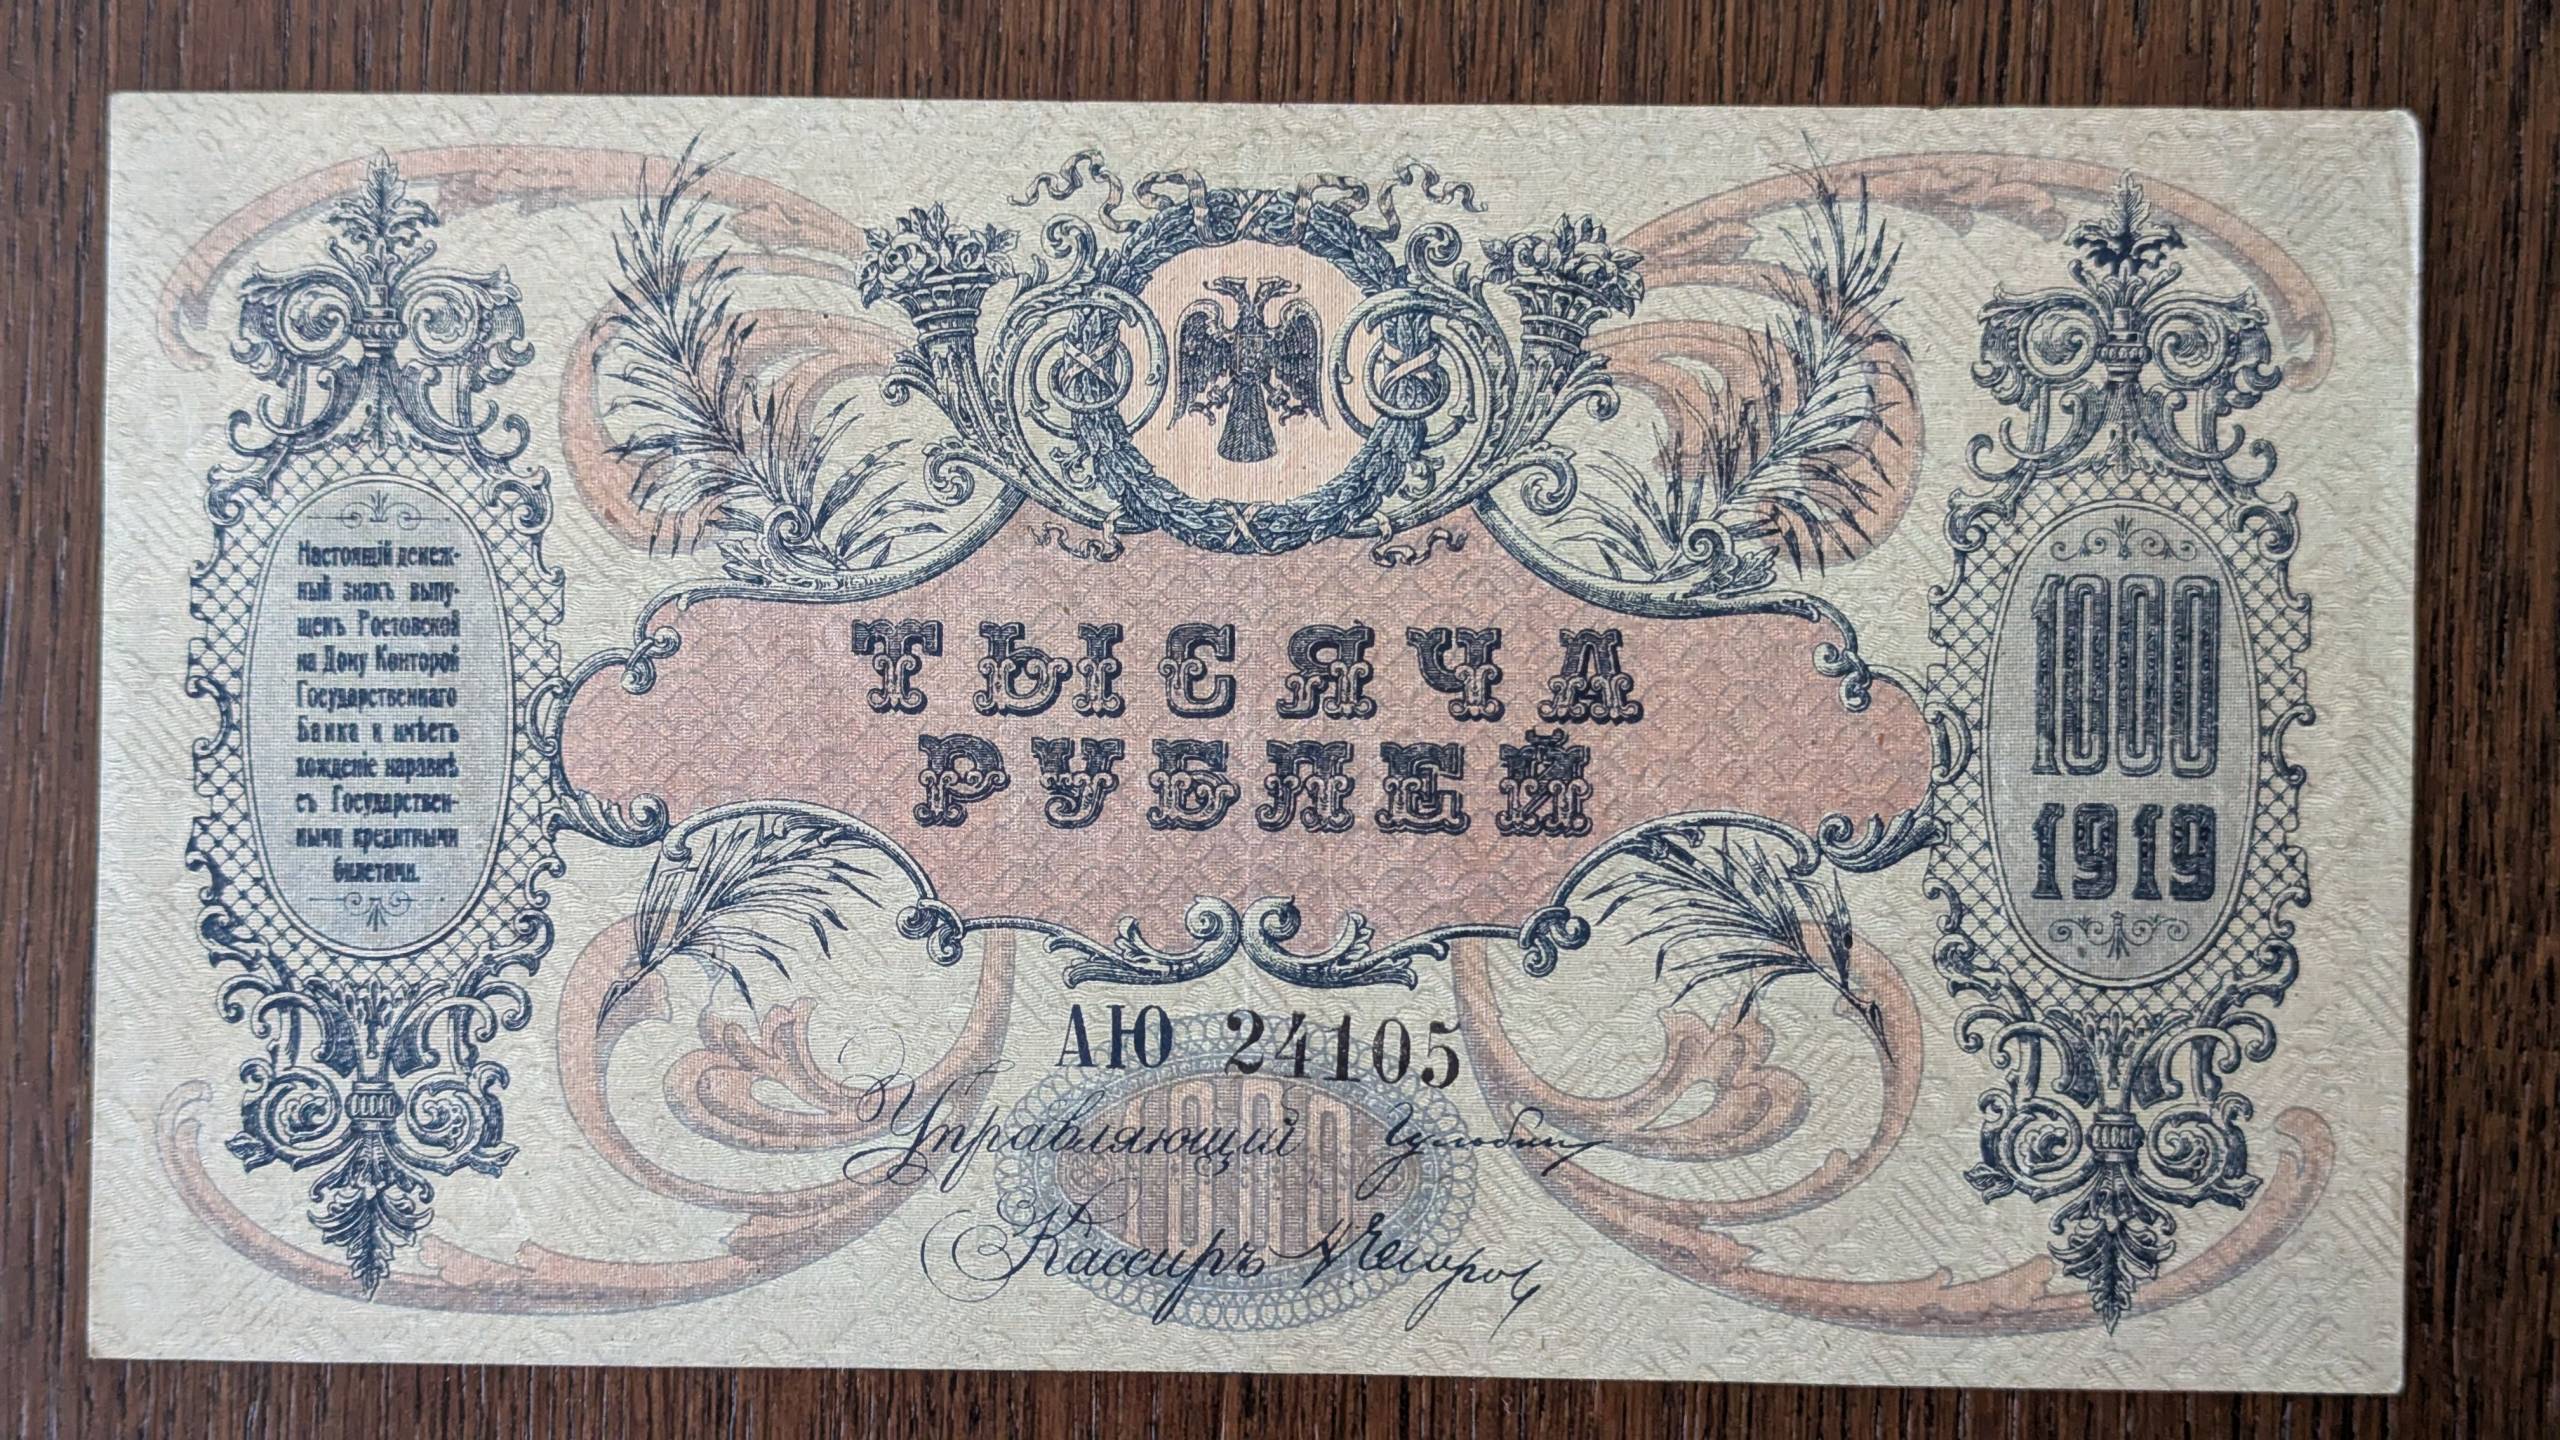 Настоящій денеж-
ный знакъ выпу-
щенъ Ростовской
на Дону Конторой
Государственнаго
Банка и имѣетъ
хожденіе наравнѣ
съ Государствен-
ными кредитными
билетами.
ТЫСЯЧА
РУБЛЕЙ
1000
1919
АЮ 24105
1000
Управляющій
Кассиръ